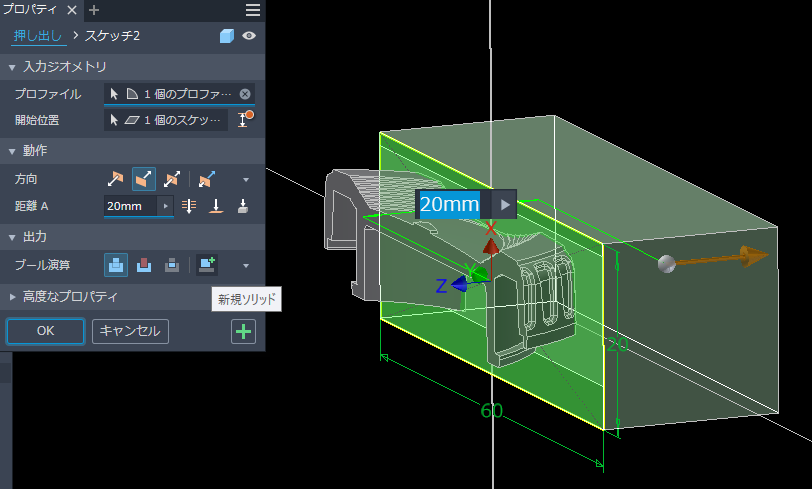 プロパティ × +
押し出し > スケッチ2
入力ジオメトリ
プロファイル 1 個のプロファ…
開始位置 1 個のスケッ…
動作
方向
距離 A 20mm
出力
ブール演算
高度なプロパティ
新規ソリッド
OK キャンセル
20mm
X
Y
Z
20
60